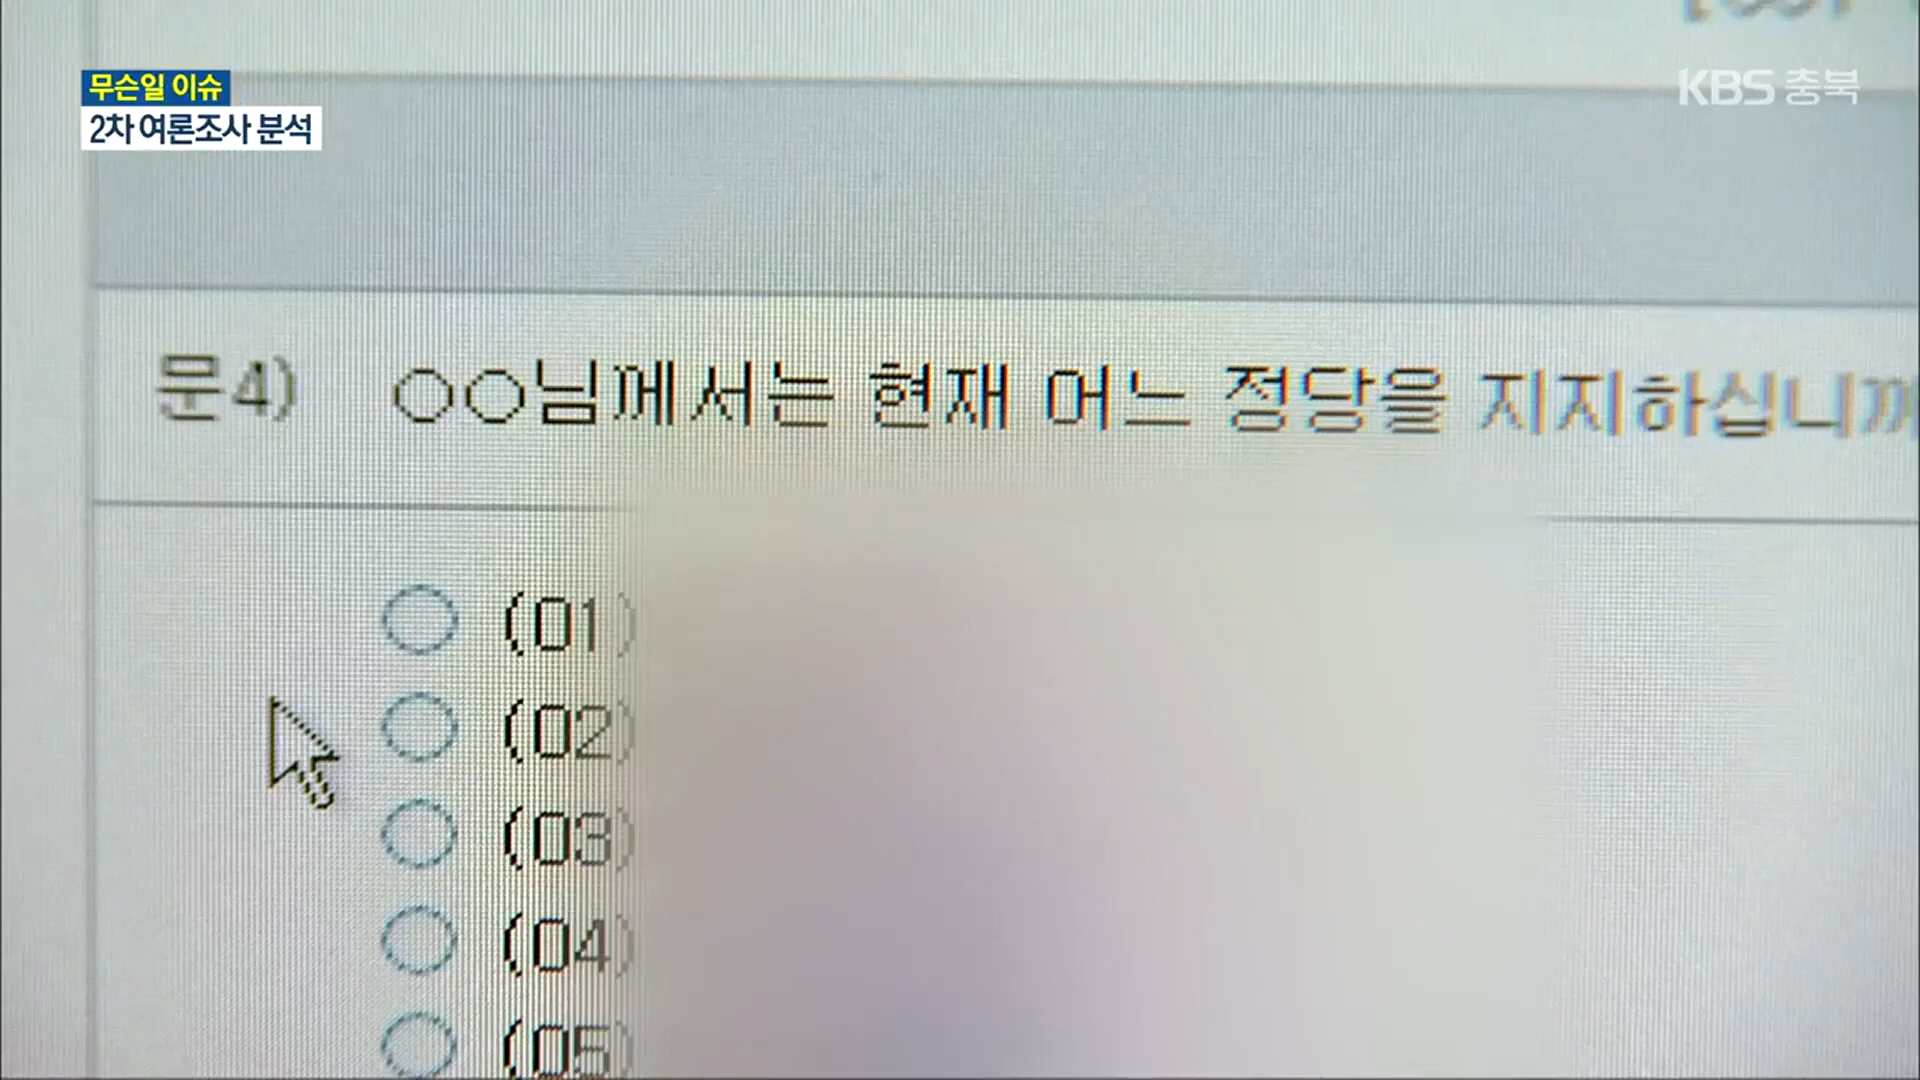 무슨일 이슈
2차 여론조사 분석
KBS 충북
문4) ○○님께서는 현재 어느 정당을 지지하십니까
(01)
(02)
(03)
(04)
(05)